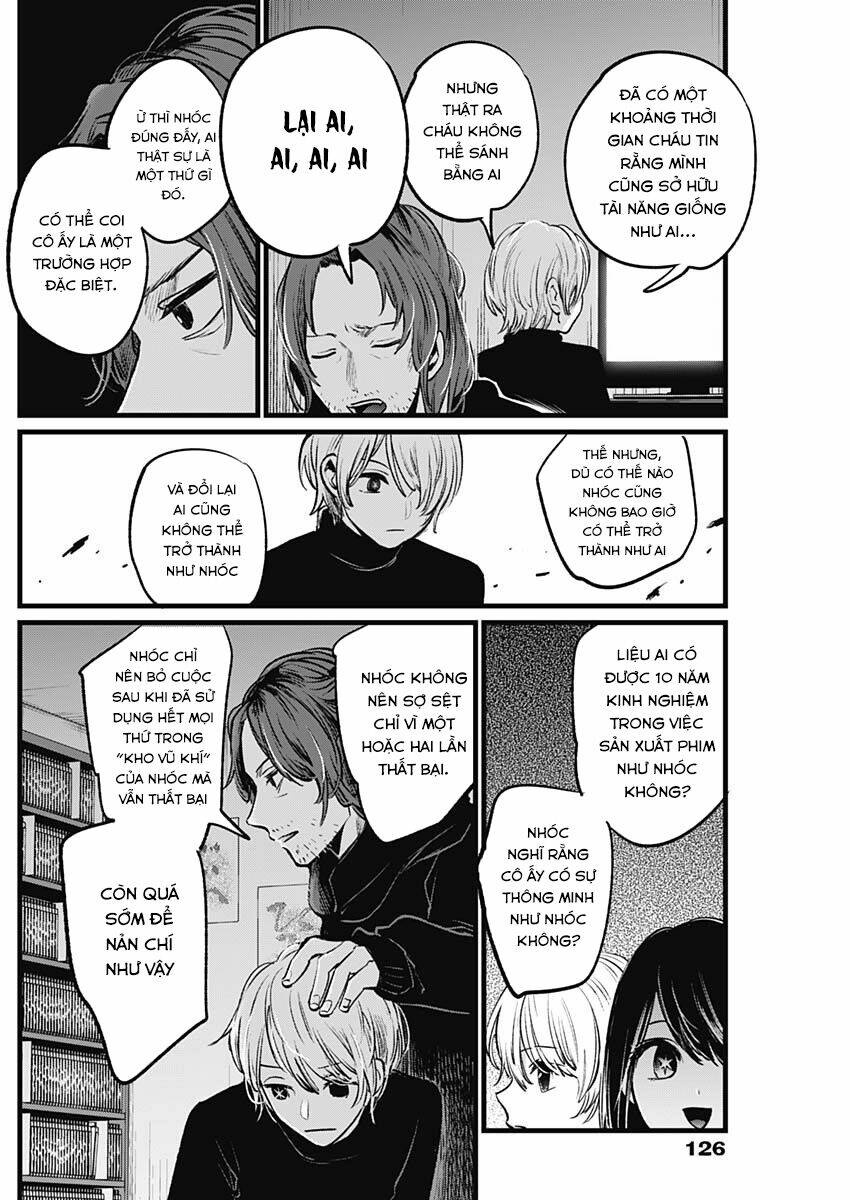 ĐÃ CÓ MỘT
KHOẢNG THỜI
GIAN CHÁU TIN
RẰNG MÌNH
CŨNG SỞ HỮU
TÀI NĂNG GIỐNG
NHƯ AI...
NHƯNG
THẬT RA
CHÁU KHÔNG
THỂ SÁNH
BẰNG AI
LẠI AI,
AI, AI, AI
Ừ THÌ NHÓC
ĐÚNG ĐẤY, AI
THẬT SỰ LÀ
MỘT THỨ GÌ
ĐÓ.
CÓ THỂ COI
CÔ ẤY LÀ MỘT
TRƯỜNG HỢP
ĐẶC BIỆT.
THẾ NHƯNG,
DÙ CÓ THẾ NÀO
NHÓC CŨNG
KHÔNG BAO GIỜ
CÓ THỂ TRỞ
THÀNH NHƯ AI
VÀ ĐỔI LẠI
AI CŨNG
KHÔNG THỂ
TRỞ THÀNH
NHƯ NHÓC
LIỆU AI CÓ
ĐƯỢC 10 NĂM
KINH NGHIỆM
TRONG VIỆC
SẢN XUẤT PHIM
NHƯ NHÓC
KHÔNG?
NHÓC
NGHĨ RẰNG
CÔ ẤY CÓ SỰ
THÔNG MINH
NHƯ NHÓC
KHÔNG?
NHÓC KHÔNG
NÊN SỢ SỆT
CHỈ VÌ MỘT
HOẶC HAI LẦN
THẤT BẠI.
NHÓC CHỈ
NÊN BỎ CUỘC
SAU KHI ĐÃ SỬ
DỤNG HẾT MỌI
THỨ TRONG
"KHO VŨ KHÍ"
CỦA NHÓC MÀ
VẪN THẤT BẠI
CÒN QUÁ
SỚM ĐỂ
NẢN CHÍ
NHƯ VẬY
126